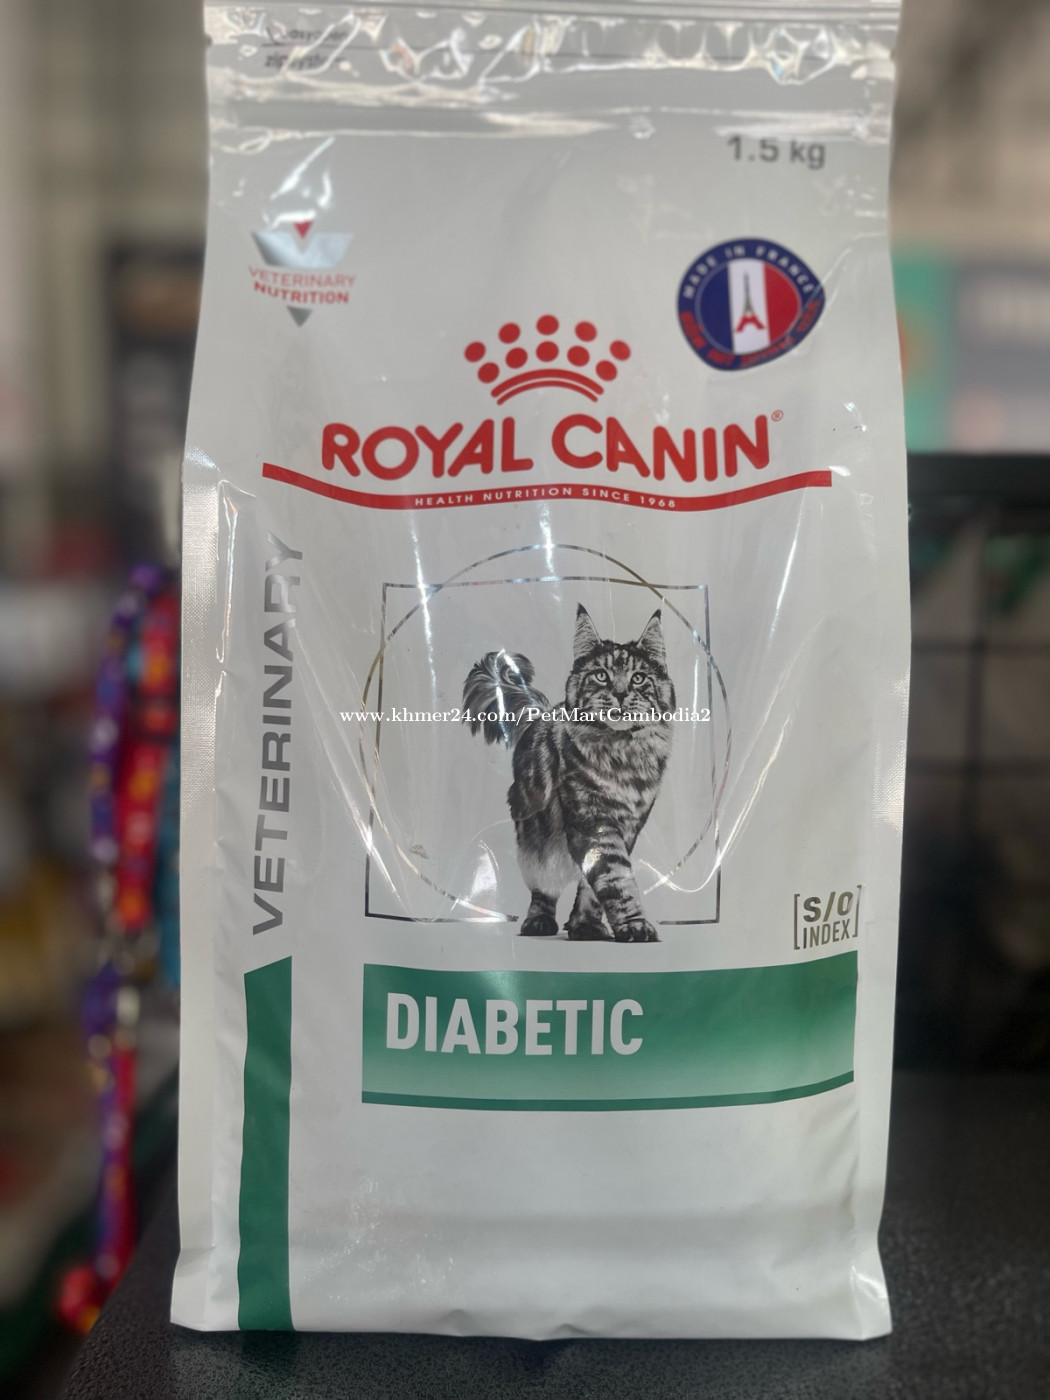 1.5 kg
VETERINARY
NUTRITION
MADE IN FRANCE
ROYAL CANIN®
HEALTH NUTRITION SINCE 1968
VETERINARY
www.khmer24.com/PetMartCambodia2
S/O
INDEX
DIABETIC